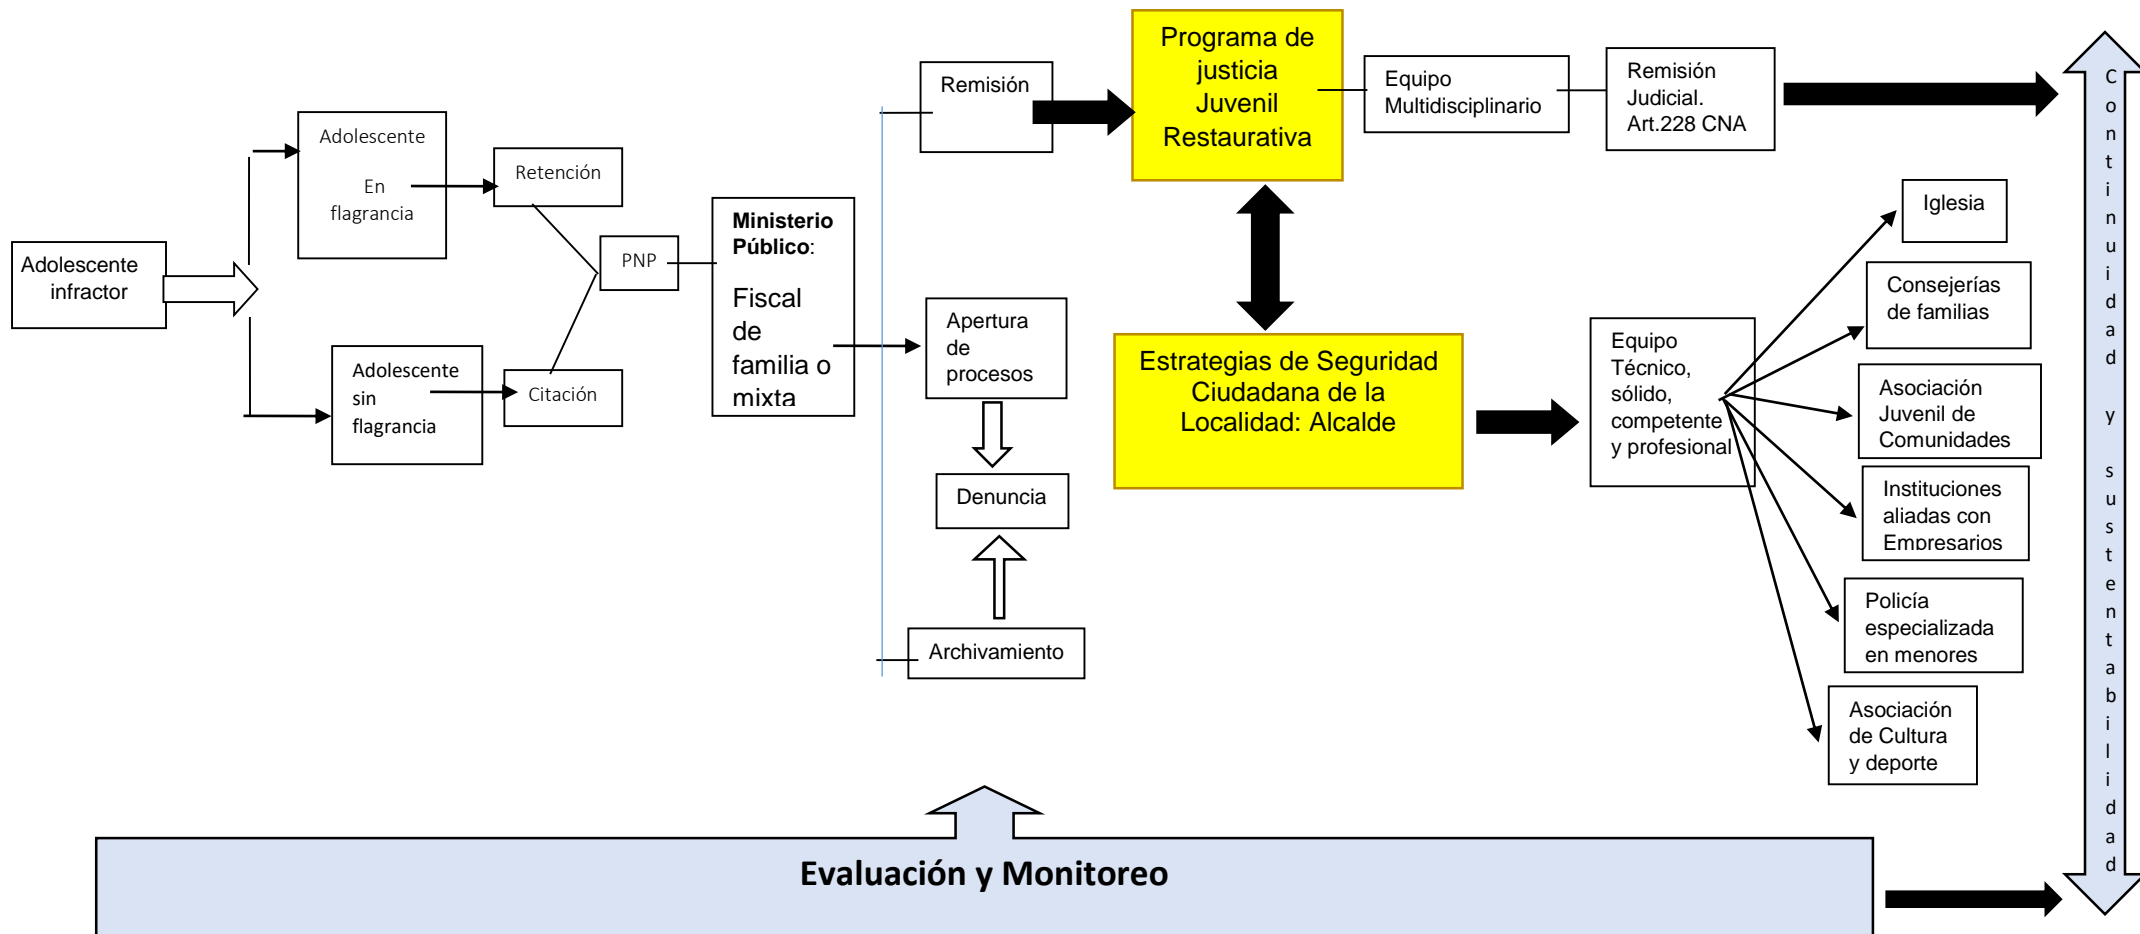 Adolescente
infractor
Adolescente
En
flagrancia
Retención
Adolescente
sin
flagrancia
Citación
PNP
Ministerio
Público:
Fiscal
de
familia o
mixta
Remisión
Apertura
de
procesos
Denuncia
Archivamiento
Programa de
justicia
Juvenil
Restaurativa
Equipo
Multidisciplinario
Remisión
Judicial.
Art.228 CNA
Estrategias de Seguridad
Ciudadana de la
Localidad: Alcalde
Equipo
Técnico,
sólido,
competente
y profesional
Iglesia
Consejerías
de familias
Asociación
Juvenil de
Comunidades
Instituciones
aliadas con
Empresarios
Policía
especializada
en menores
Asociación
de Cultura
y deporte
Continuidad y sustentabilidad
Evaluación y Monitoreo